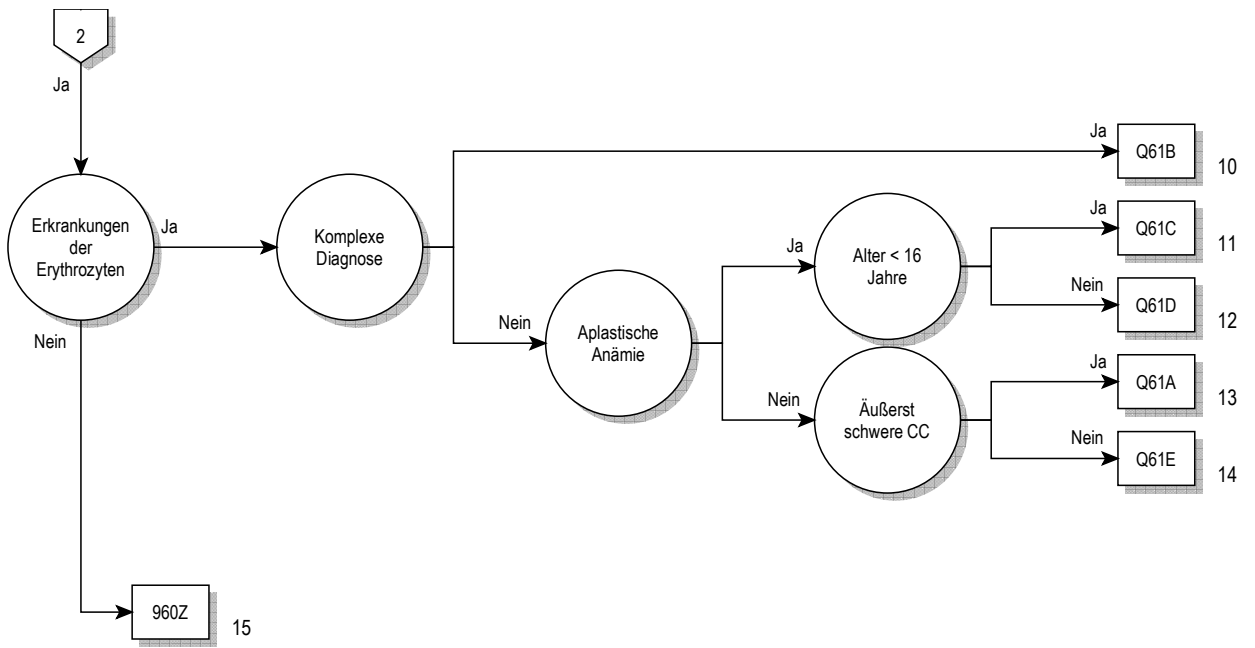 2
Ja
Erkrankungen
der
Erythrozyten
Ja
Nein
Komplexe
Diagnose
Ja
Q61B
10
Nein
Aplastische
Anämie
Ja
Alter < 16
Jahre
Ja
Q61C
11
Nein
Q61D
12
Nein
Äußerst
schwere CC
Ja
Q61A
13
Nein
Q61E
14
960Z
15